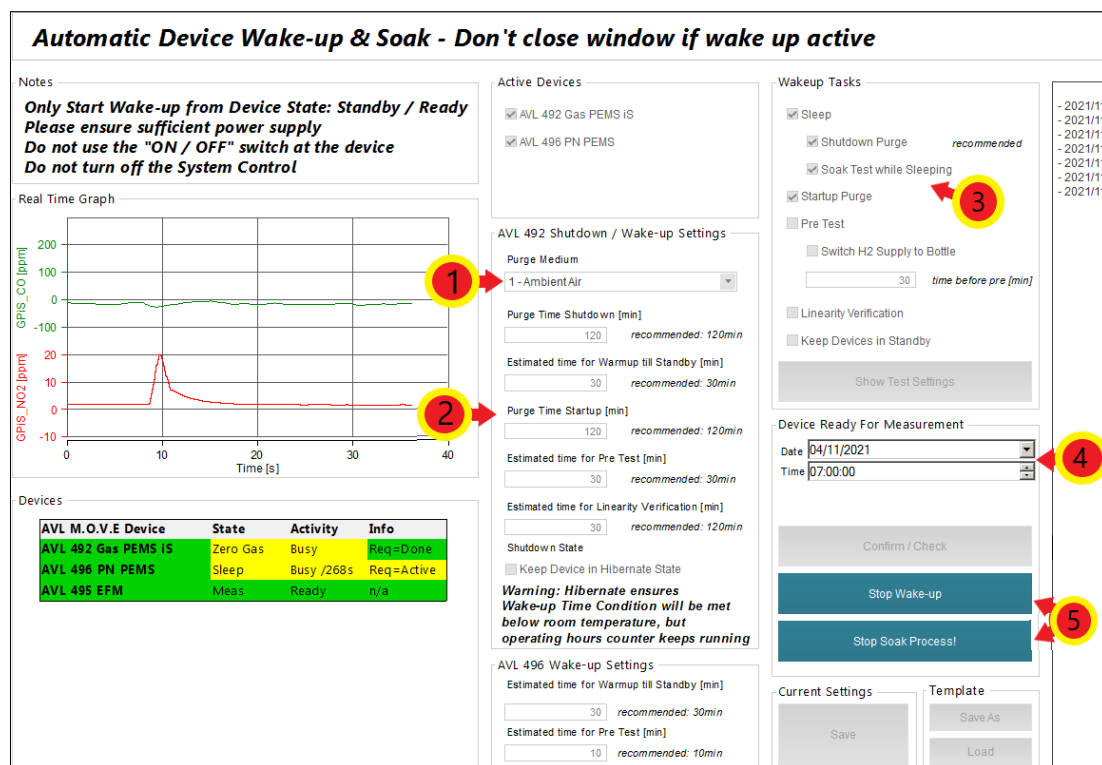 Automatic Device Wake-up & Soak - Don't close window if wake up active
Notes
Only Start Wake-up from Device State: Standby / Ready
Please ensure sufficient power supply
Do not use the "ON / OFF" switch at the device
Do not turn off the System Control
Real Time Graph
GPiS_CO [ppm]
200
100
0
-100
GPiS_NO2 [ppm]
20
10
0
-10
0 10 20 30 40
Time [s]
Devices
AVL M.O.V.E Device State Activity Info
AVL 492 Gas PEMS iS Zero Gas Busy Req=Done
AVL 496 PN PEMS Sleep Busy /268s Req=Active
AVL 495 EFM Meas Ready n/a
Active Devices
AVL 492 Gas PEMS iS
AVL 496 PN PEMS
AVL 492 Shutdown / Wake-up Settings
Purge Medium
1
1 - Ambient Air
Purge Time Shutdown [min]
120 recommended: 120min
Estimated time for Warmup till Standby [min]
30 recommended: 30min
2
Purge Time Startup [min]
120 recommended: 120min
Estimated time for Pre Test [min]
30 recommended: 30min
Estimated time for Linearity Verification [min]
30 recommended: 120min
Shutdown State
Keep Device in Hibernate State
Warning: Hibernate ensures
Wake-up Time Condition will be met
below room temperature, but
operating hours counter keeps running
AVL 496 Wake-up Settings
Estimated time for Warmup till Standby [min]
30 recommended: 30min
Estimated time for Pre Test [min]
10 recommended: 10min
Wakeup Tasks
Sleep
Shutdown Purge recommended
Soak Test while Sleeping
3
Startup Purge
Pre Test
Switch H2 Supply to Bottle
30 time before pre [min]
Linearity Verification
Keep Devices in Standby
Show Test Settings
Device Ready For Measurement
Date 04/11/2021
4
Time 07:00:00
Confirm / Check
Stop Wake-up
5
Stop Soak Process!
Current Settings
Save
Template
Save As
Load
- 2021/1
- 2021/1
- 2021/1
- 2021/1
- 2021/1
- 2021/1
- 2021/1